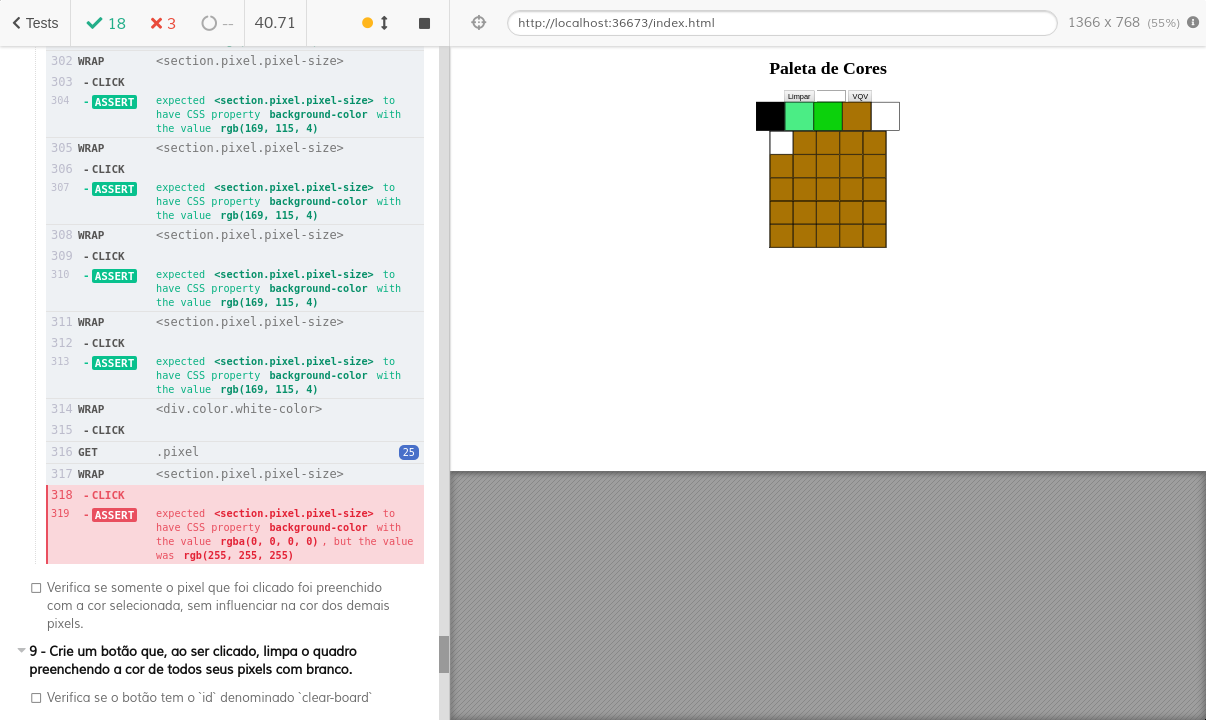 Tests 18 3 -- 40.71 http://localhost:36673/index.html 1366 x 768 (55%)
302 WRAP <section.pixel.pixel-size>
303 - CLICK
304 - ASSERT expected <section.pixel.pixel-size> to
have CSS property background-color with
the value rgb(169, 115, 4)
305 WRAP <section.pixel.pixel-size>
306 - CLICK
307 - ASSERT expected <section.pixel.pixel-size> to
have CSS property background-color with
the value rgb(169, 115, 4)
308 WRAP <section.pixel.pixel-size>
309 - CLICK
310 - ASSERT expected <section.pixel.pixel-size> to
have CSS property background-color with
the value rgb(169, 115, 4)
311 WRAP <section.pixel.pixel-size>
312 - CLICK
313 - ASSERT expected <section.pixel.pixel-size> to
have CSS property background-color with
the value rgb(169, 115, 4)
314 WRAP <div.color.white-color>
315 - CLICK
316 GET .pixel 25
317 WRAP <section.pixel.pixel-size>
318 - CLICK
319 - ASSERT expected <section.pixel.pixel-size> to
have CSS property background-color with
the value rgba(0, 0, 0, 0) , but the value
was rgb(255, 255, 255)
Verifica se somente o pixel que foi clicado foi preenchido
com a cor selecionada, sem influenciar na cor dos demais
pixels.
9 - Crie um botão que, ao ser clicado, limpa o quadro
preenchendo a cor de todos seus pixels com branco.
Verifica se o botão tem o `id` denominado `clear-board`
Paleta de Cores
Limpar VQV